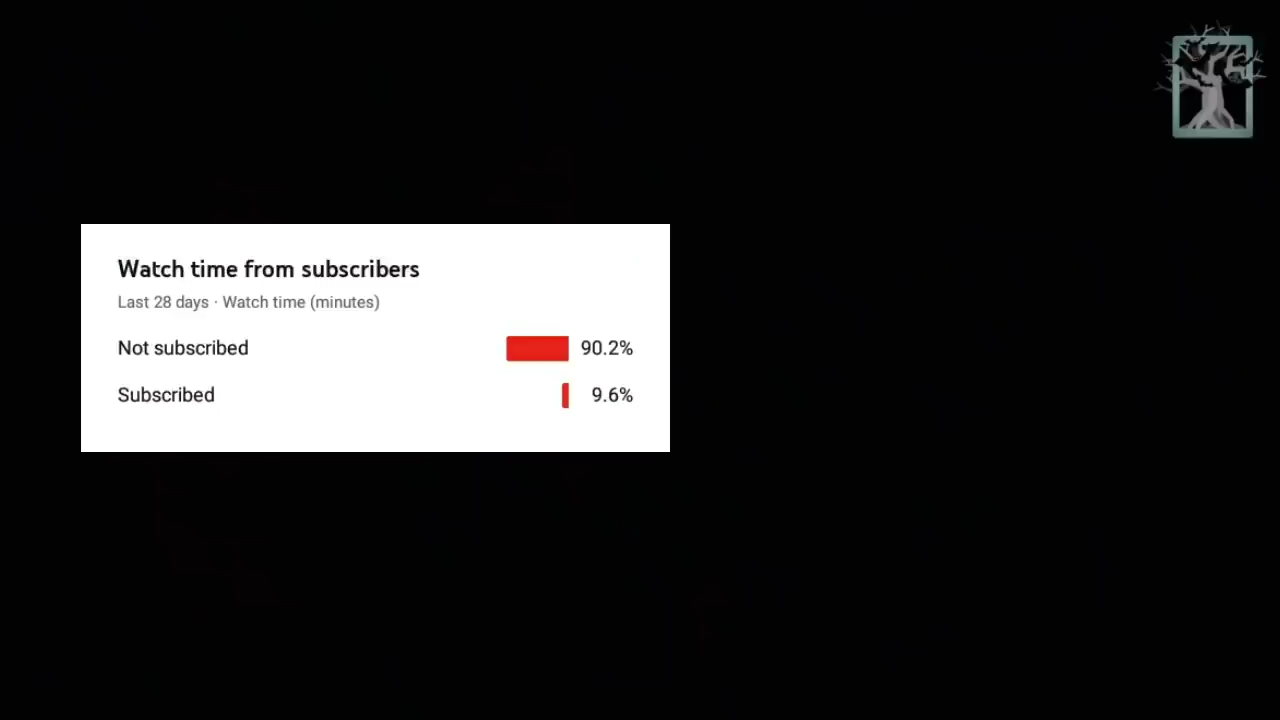 Watch time from subscribers
Last 28 days · Watch time (minutes)
Not subscribed 90.2%
Subscribed 9.6%